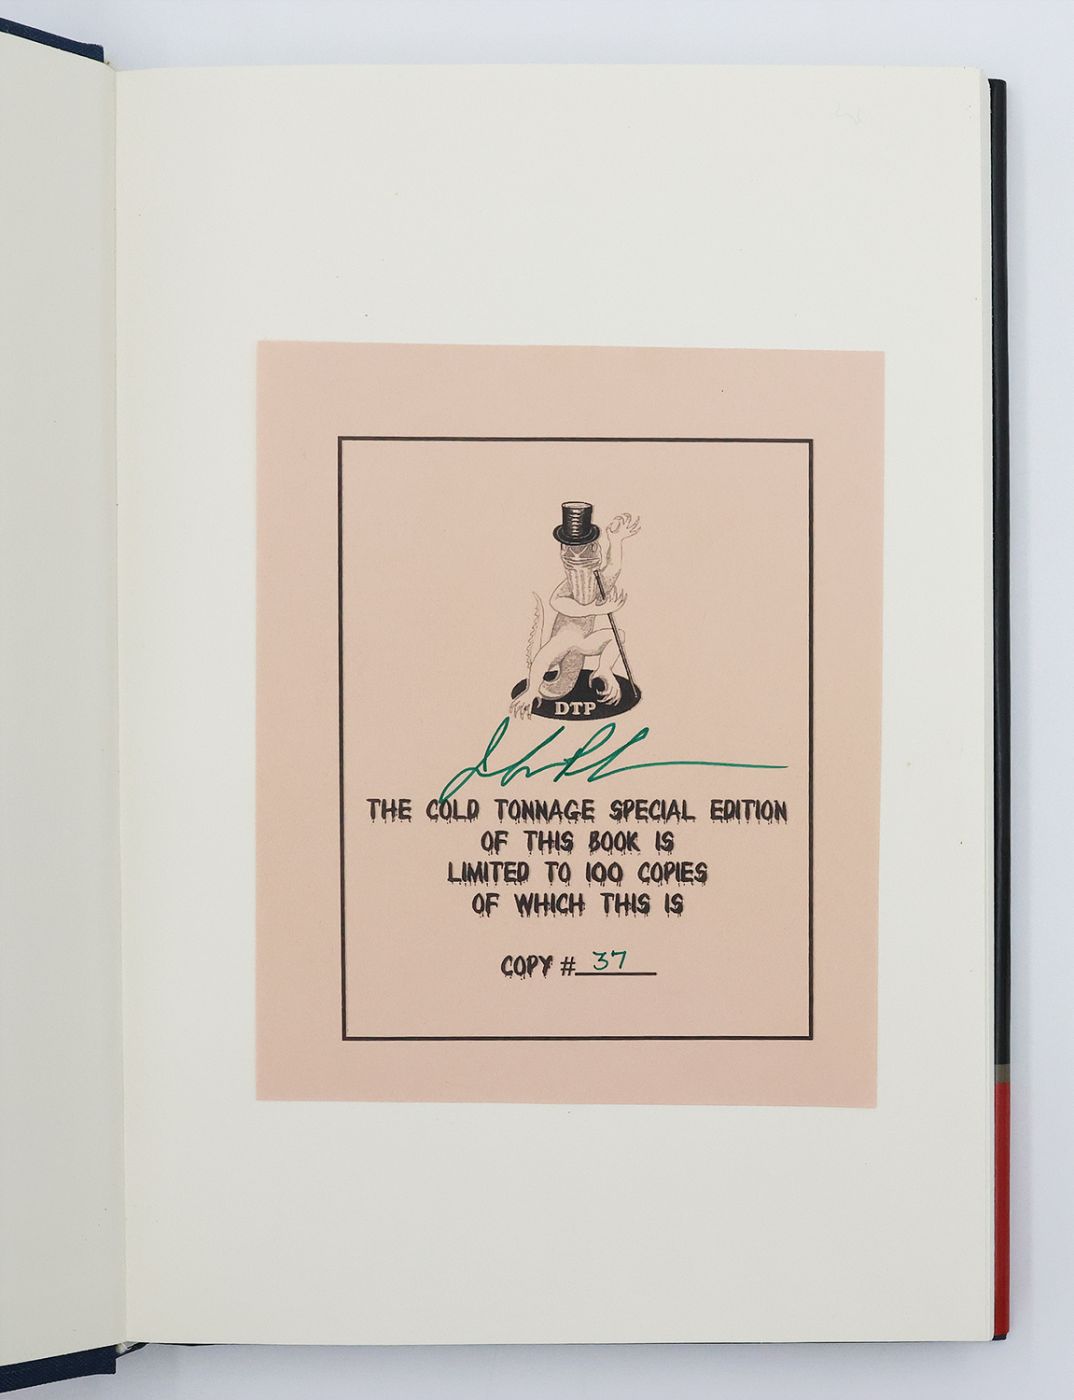 DTP
THE COLD TONNAGE SPECIAL EDITION
OF THIS BOOK IS
LIMITED TO 100 COPIES
OF WHICH THIS IS
COPY # 37